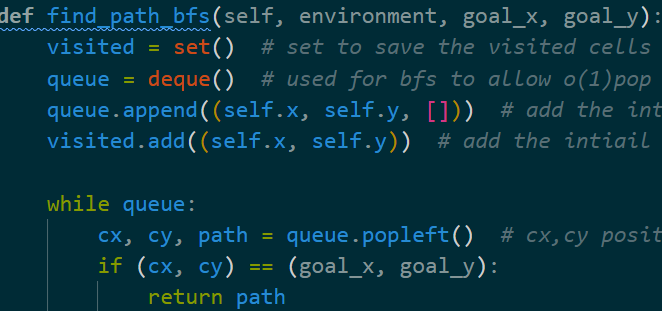 def find_path_bfs(self, environment, goal_x, goal_y):
visited = set()  # set to save the visited cells
queue = deque()  # used for bfs to allow o(1)pop
queue.append((self.x, self.y, []))  # add the int
visited.add((self.x, self.y))  # add the intiail
while queue:
cx, cy, path = queue.popleft()  # cx,cy posit
if (cx, cy) == (goal_x, goal_y):
return path